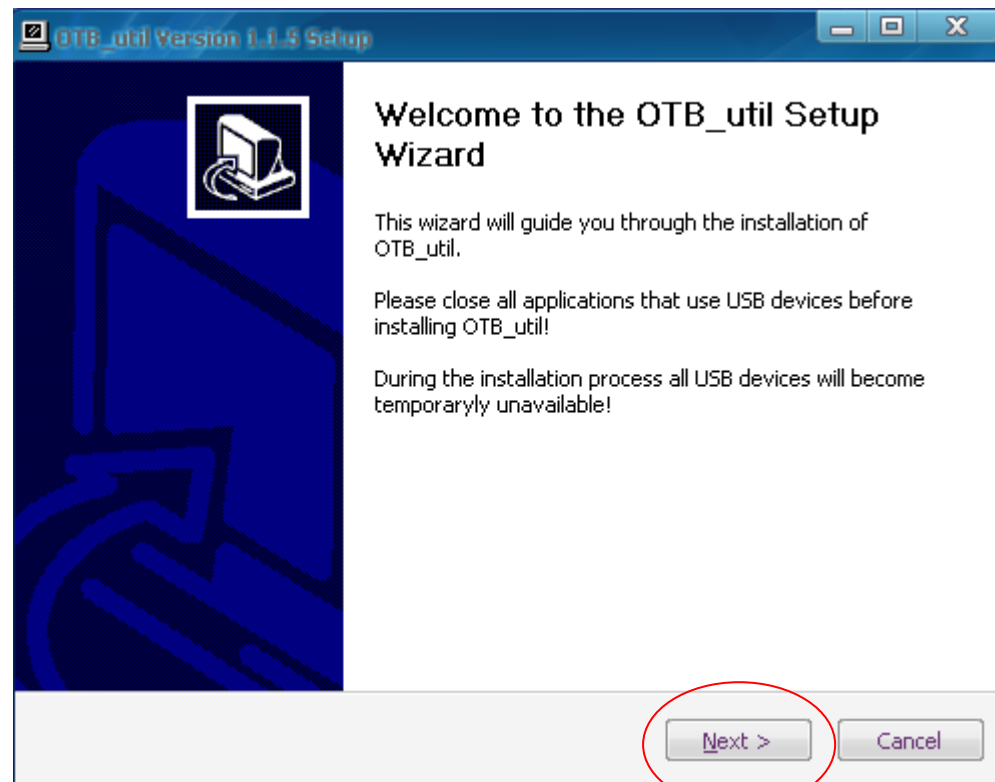 OTB_util Version 1.1.5 Setup
Welcome to the OTB_util Setup
Wizard
This wizard will guide you through the installation of
OTB_util.
Please close all applications that use USB devices before
installing OTB_util!
During the installation process all USB devices will become
temporaryly unavailable!
Next >
Cancel